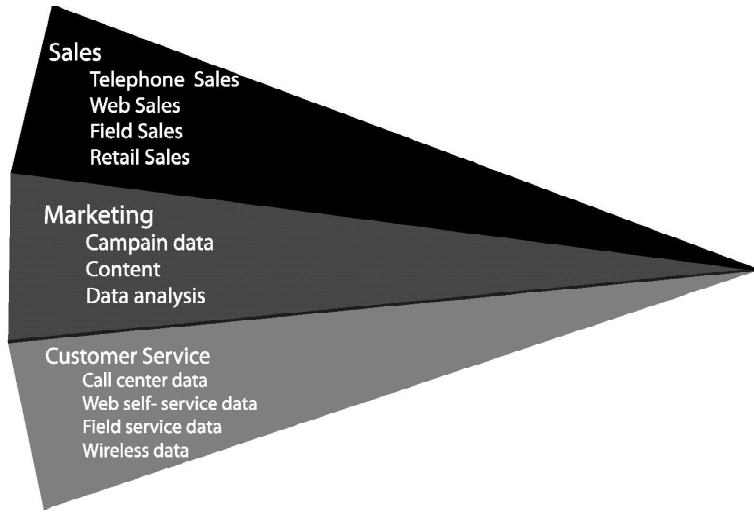 Sales
Telephone Sales
Web Sales
Field Sales
Retail Sales
Marketing
Campain data
Content
Data analysis
Customer Service
Call center data
Web self- service data
Field service data
Wireless data